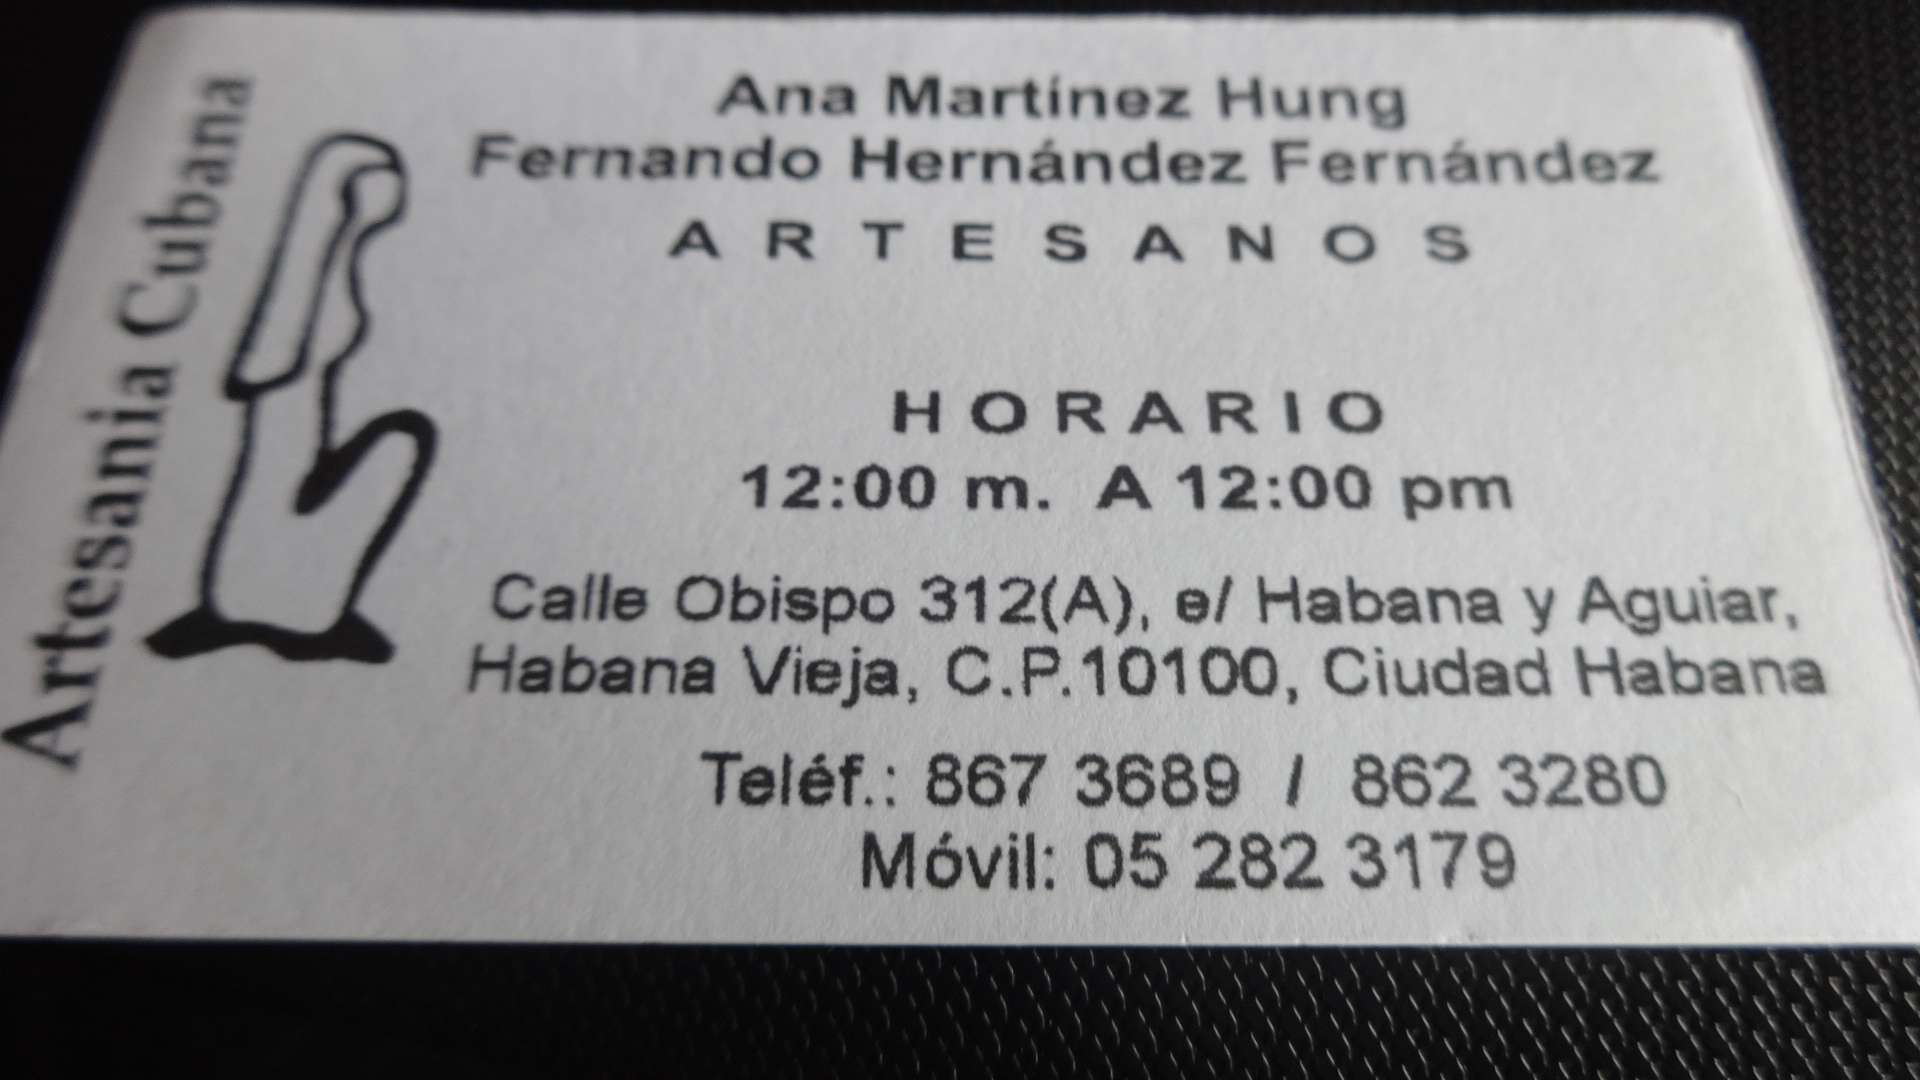 Artesania Cubana
Ana Martínez Hung
Fernando Hernández Fernández
ARTESANOS
HORARIO
12:00 m. A 12:00 pm
Calle Obispo 312(A), e/ Habana y Aguiar,
Habana Vieja, C.P.10100, Ciudad Habana
Teléf.: 867 3689 / 862 3280
Móvil: 05 282 3179